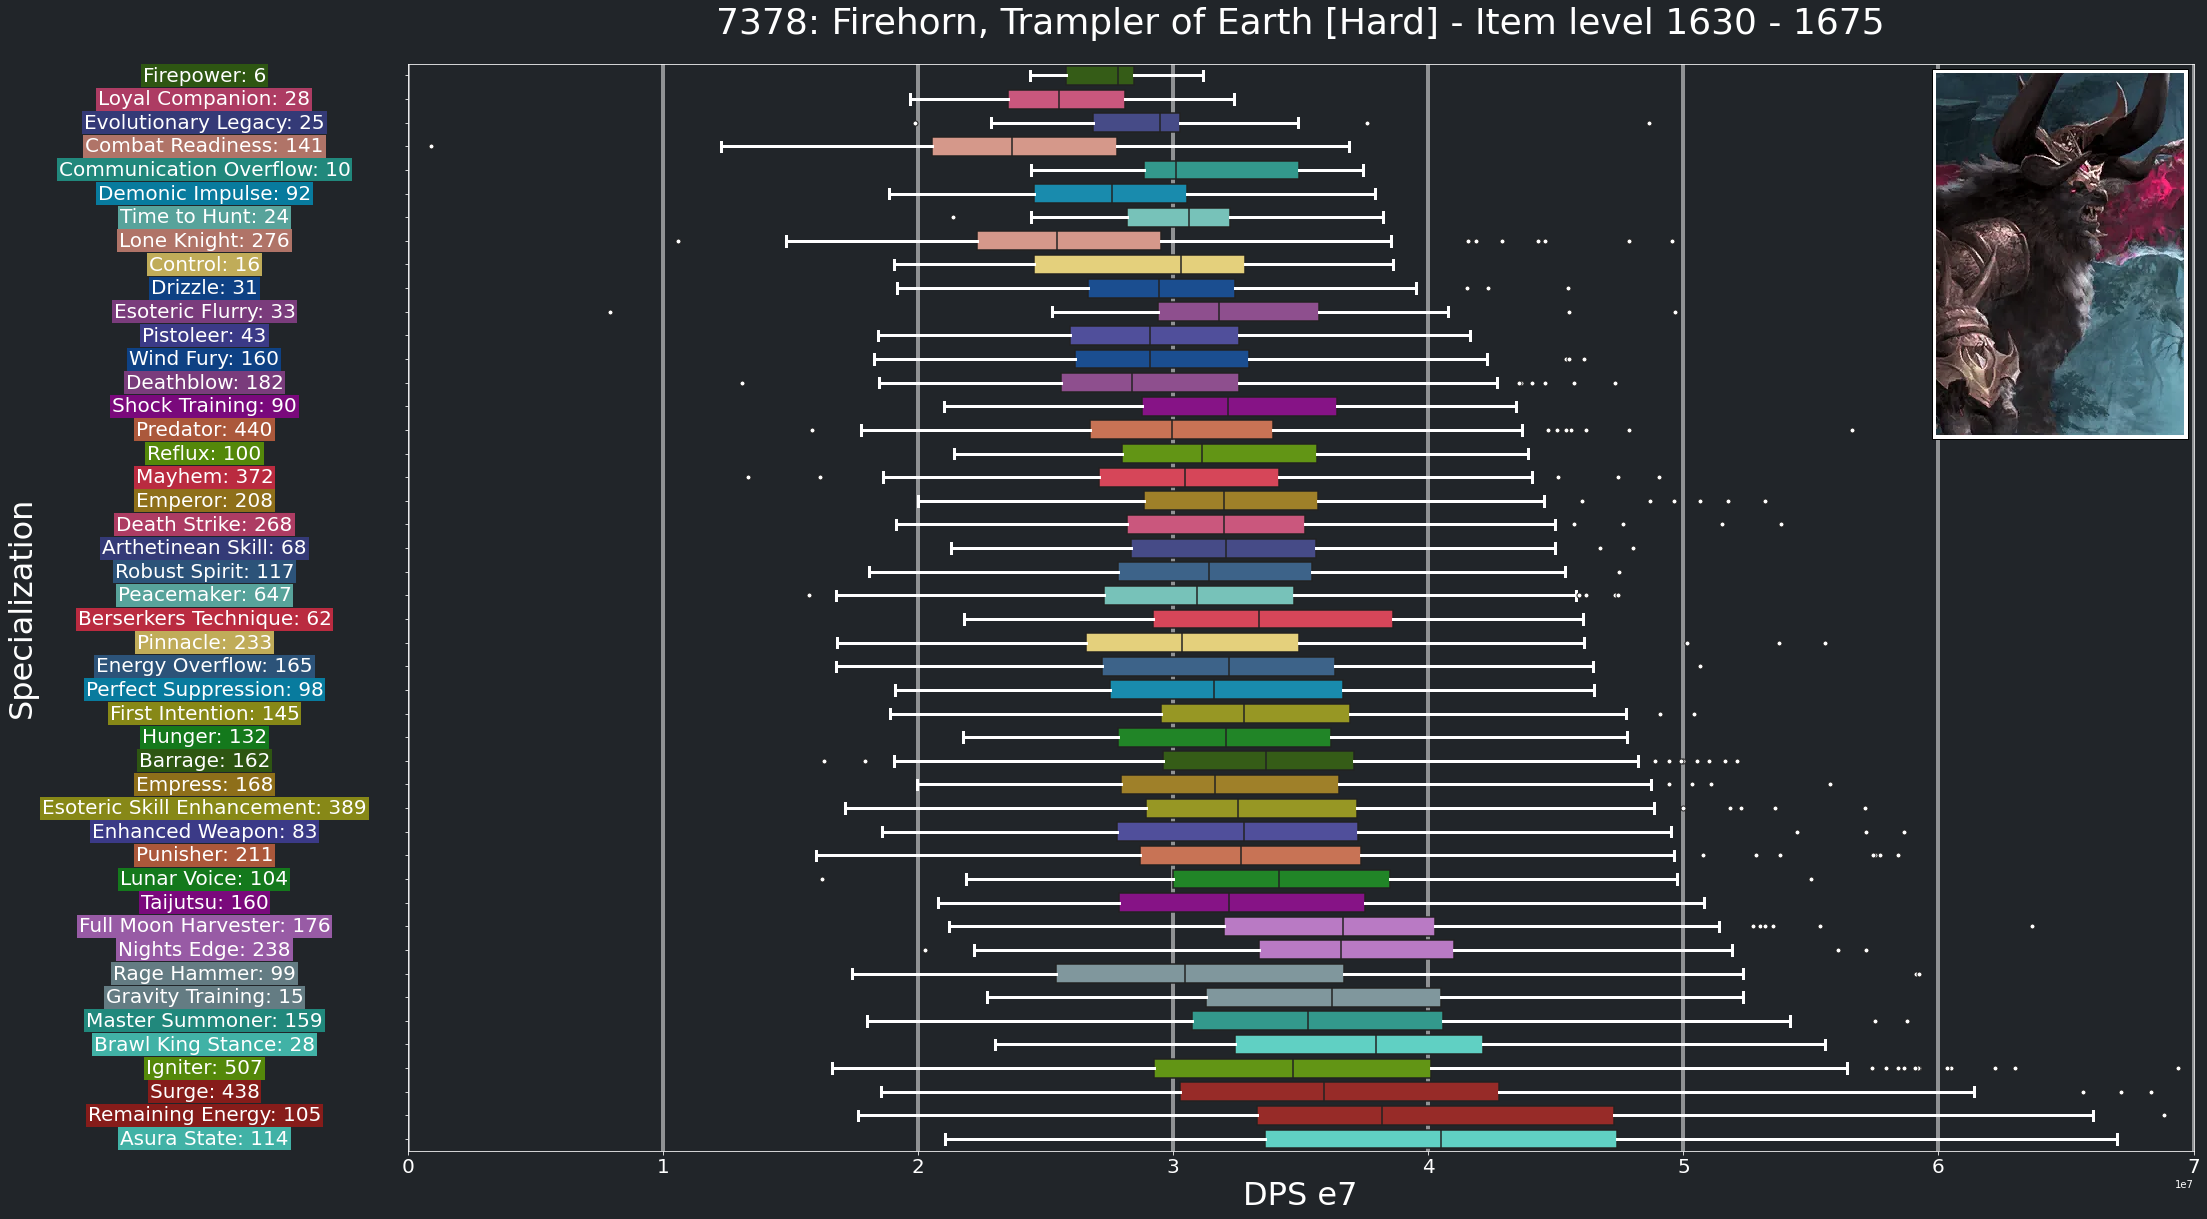 7378: Firehorn, Trampler of Earth [Hard] - Item level 1630 - 1675
Specialization
Firepower: 6
Loyal Companion: 28
Evolutionary Legacy: 25
Combat Readiness: 141
Communication Overflow: 10
Demonic Impulse: 92
Time to Hunt: 24
Lone Knight: 276
Control: 16
Drizzle: 31
Esoteric Flurry: 33
Pistoleer: 43
Wind Fury: 160
Deathblow: 182
Shock Training: 90
Predator: 440
Reflux: 100
Mayhem: 372
Emperor: 208
Death Strike: 268
Arthetinean Skill: 68
Robust Spirit: 117
Peacemaker: 647
Berserkers Technique: 62
Pinnacle: 233
Energy Overflow: 165
Perfect Suppression: 98
First Intention: 145
Hunger: 132
Barrage: 162
Empress: 168
Esoteric Skill Enhancement: 389
Enhanced Weapon: 83
Punisher: 211
Lunar Voice: 104
Taijutsu: 160
Full Moon Harvester: 176
Nights Edge: 238
Rage Hammer: 99
Gravity Training: 15
Master Summoner: 159
Brawl King Stance: 28
Igniter: 507
Surge: 438
Remaining Energy: 105
Asura State: 114
0 1 2 3 4 5 6 7
1e7
DPS e7